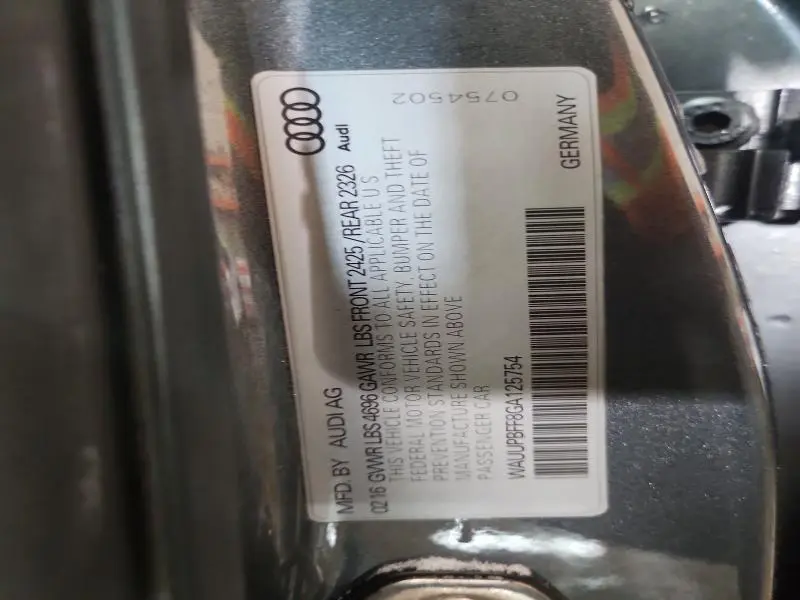 MFD. BY AUDI AG
Audi
02 16 GVWR LBS 4696 GAWR LBS FRONT 2425 / REAR 2326
THIS VEHICLE CONFORMS TO ALL APPLICABLE U S
FEDERAL MOTOR VEHICLE SAFETY, BUMPER AND THEFT
PREVENTION STANDARDS IN EFFECT ON THE DATE OF
MANUFACTURE SHOWN ABOVE
PASSENGER CAR
0754502
WAUUPBFF8GA125754
GERMANY